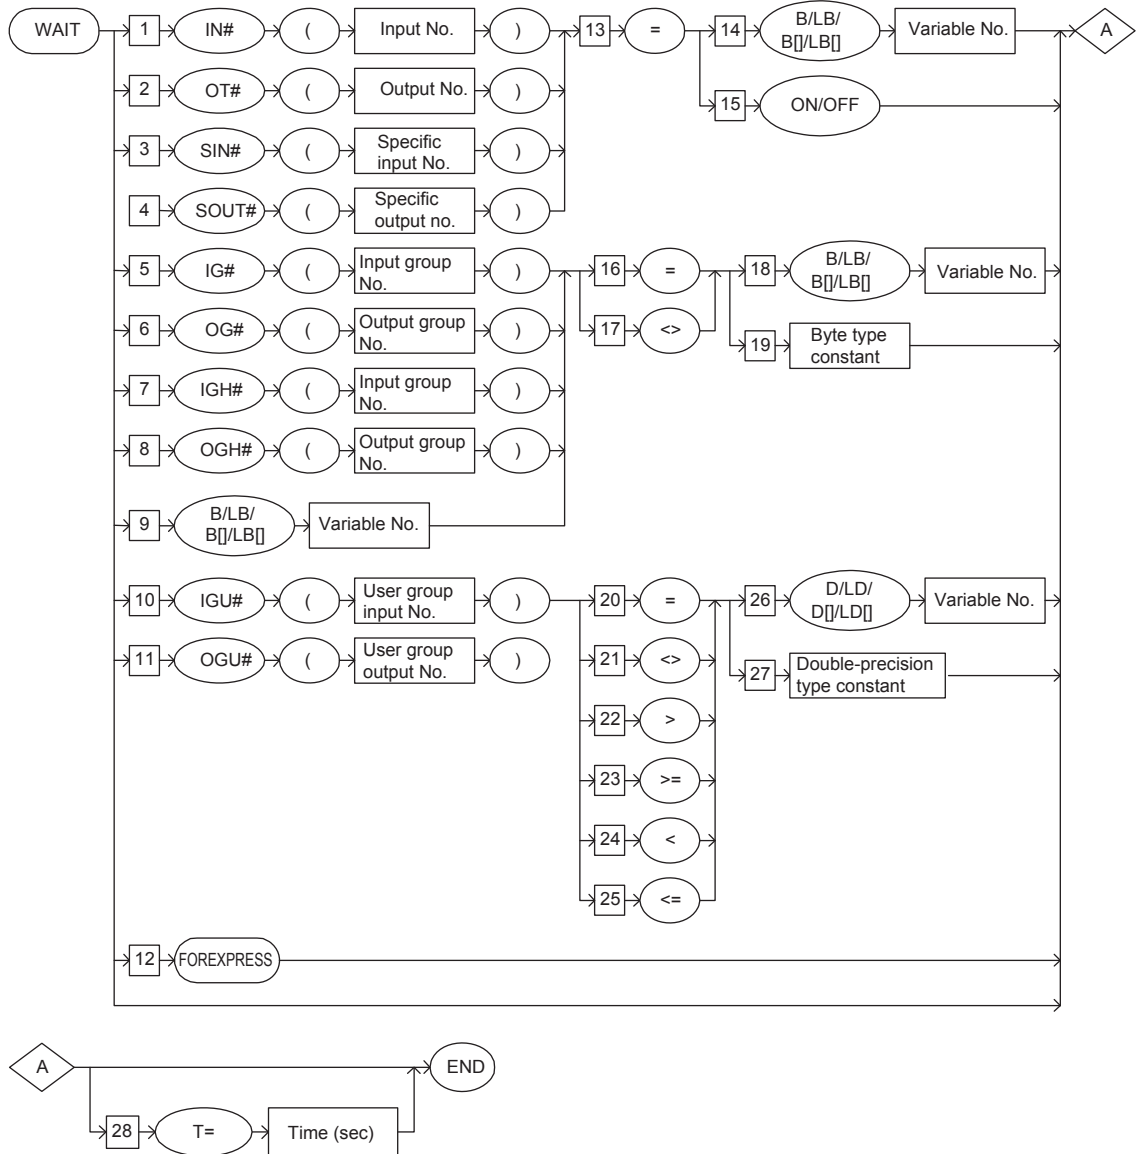 WAIT 1 IN# ( Input No. ) 13 = 14 B/LB/ B[]/LB[] Variable No. A
2 OT# ( Output No. ) 15 ON/OFF
3 SIN# ( Specific input No. )
4 SOUT# ( Specific output no. )
5 IG# ( Input group No. ) 16 = 18 B/LB/ B[]/LB[] Variable No.
6 OG# ( Output group No. ) 17 <> 19 Byte type constant
7 IGH# ( Input group No. )
8 OGH# ( Output group No. )
9 B/LB/ B[]/LB[] Variable No.
10 IGU# ( User group input No. ) 20 = 26 D/LD/ D[]/LD[] Variable No.
11 OGU# ( User group output No. ) 21 <> 27 Double-precision type constant
22 >
23 >=
24 <
25 <=
12 FOREXPRESS
A END
28 T= Time (sec)